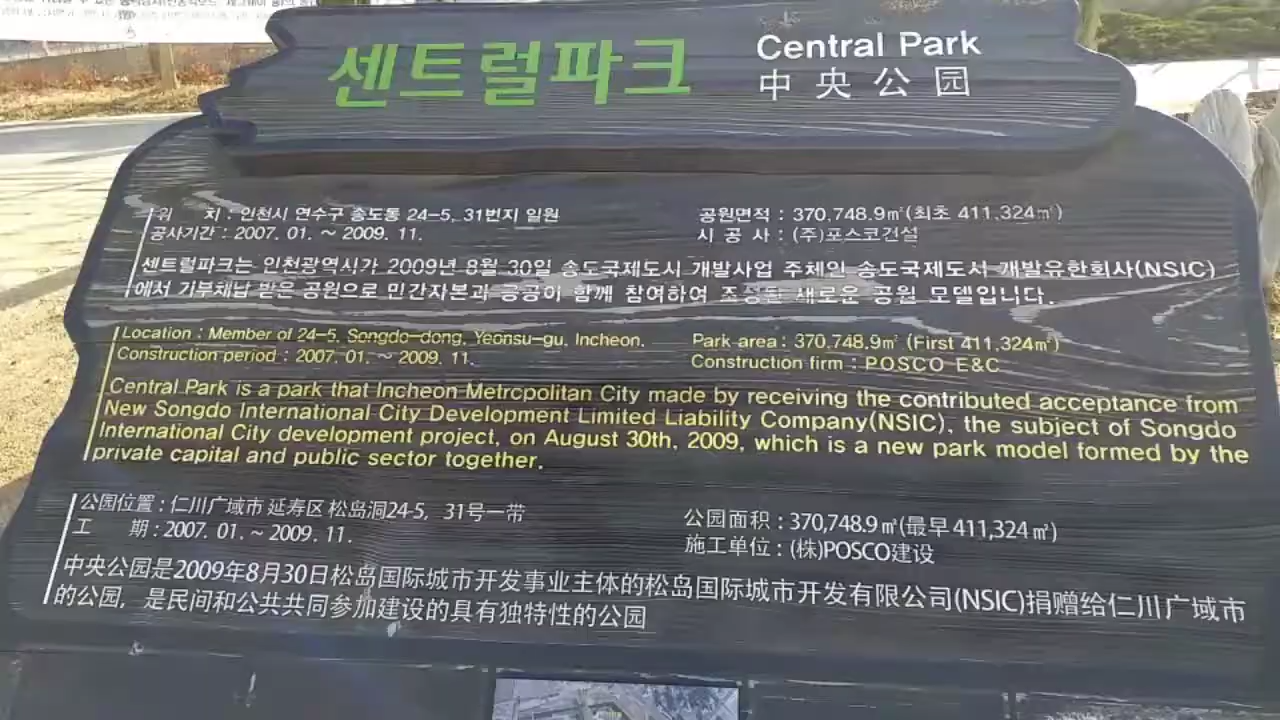 센트럴파크
Central Park
中央公园
위 치 : 인천시 연수구 송도동 24-5, 31번지 일원
공사기간 : 2007. 01. ~ 2009. 11.
공원면적 : 370,748.9㎡(최초 411,324㎡)
시 공 사 : (주)포스코건설
센트럴파크는 인천광역시가 2009년 8월 30일 송도국제도시 개발사업 주체인 송도국제도서 개발유한회사(NSIC)
에서 기부채납 받은 공원으로 민간자본과 공공이 함께 참여하여 조성된 새로운 공원 모델입니다.
Location : Member of 24-5, Songdo-dong, Yeonsu-gu, Incheon.
Construction period : 2007. 01. ~ 2009. 11.
Park area : 370,748.9㎡ (First 411,324㎡)
Construction firm : POSCO E&C
Central Park is a park that Incheon Metropolitan City made by receiving the contributed acceptance from
New Songdo International City Development Limited Liability Company(NSIC), the subject of Songdo
International City development project, on August 30th, 2009, which is a new park model formed by the
private capital and public sector together.
公园位置 : 仁川广域市 延寿区 松岛洞24-5, 31号一带
工 期 : 2007. 01. ~ 2009. 11.
公园面积 : 370,748.9㎡(最早 411,324㎡)
施工单位 : (株)POSCO建设
中央公园是2009年8月30日松岛国际城市开发事业主体的松岛国际城市开发有限公司(NSIC)捐赠给仁川广域市
的公园, 是民间和公共共同参加建设的具有独特性的公园